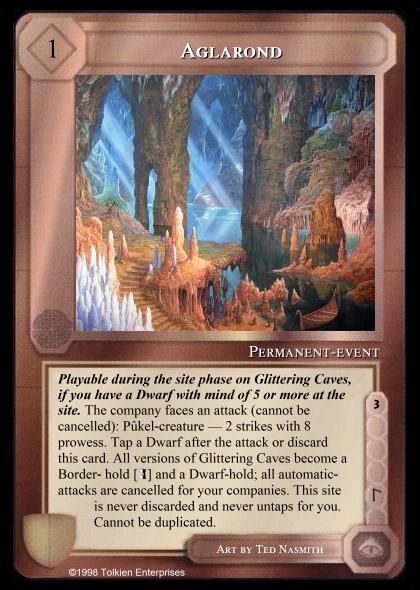 1
AGLAROND
PERMANENT-EVENT
Playable during the site phase on Glittering Caves,
if you have a Dwarf with mind of 5 or more at the
site. The company faces an attack (cannot be
cancelled): Pûkel-creature — 2 strikes with 8
prowess. Tap a Dwarf after the attack or discard
this card. All versions of Glittering Caves become a
Border- hold [ ] and a Dwarf-hold; all automatic-
attacks are cancelled for your companies. This site
is never discarded and never untaps for you.
Cannot be duplicated.
3
ART BY TED NASMITH
©1998 Tolkien Enterprises